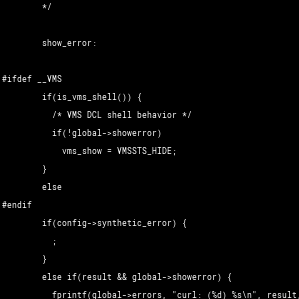 */
show_error:
#ifdef __VMS
if(is_vms_shell()) {
/* VMS DCL shell behavior */
if(!global->showerror)
vms_show = VMSSTS_HIDE;
}
else
#endif
if(config->synthetic_error) {
;
}
else if(result && global->showerror) {
fprintf(global->errors, "curl: (%d) %s\n", result